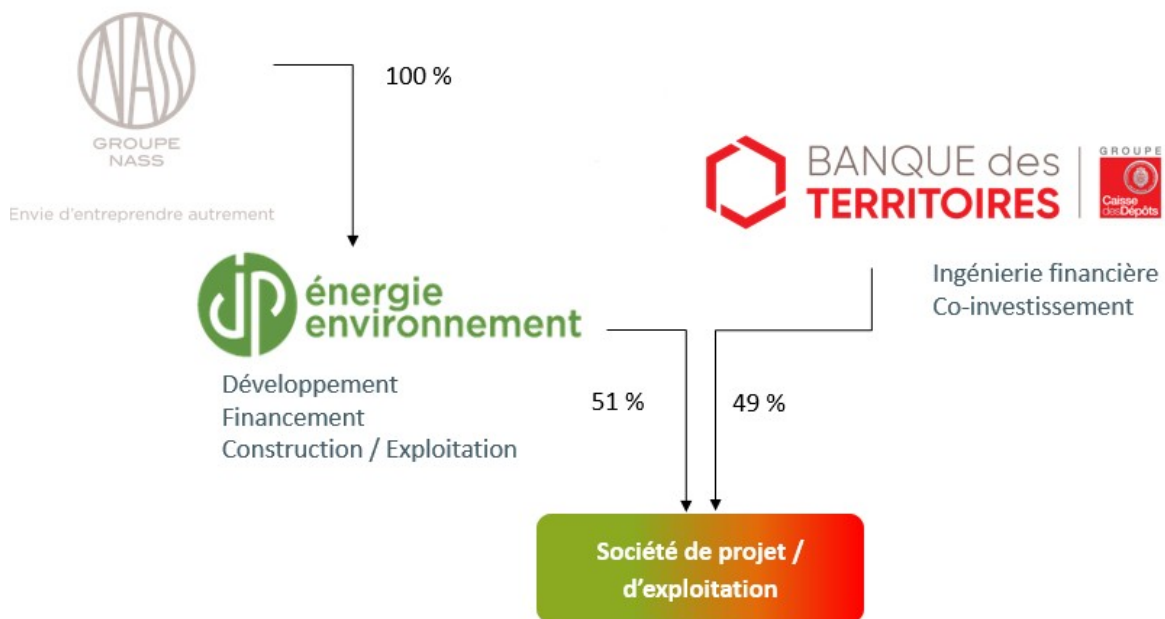 NASS
GROUPE
NASS
Envie d'entreprendre autrement
100 %
BANQUE des
TERRITOIRES
GROUPE
Caisse
desDépôts
Ingénierie financière
Co-investissement
JP
énergie
environnement
Développement
Financement
Construction / Exploitation
51 %
49 %
Société de projet /
d’exploitation